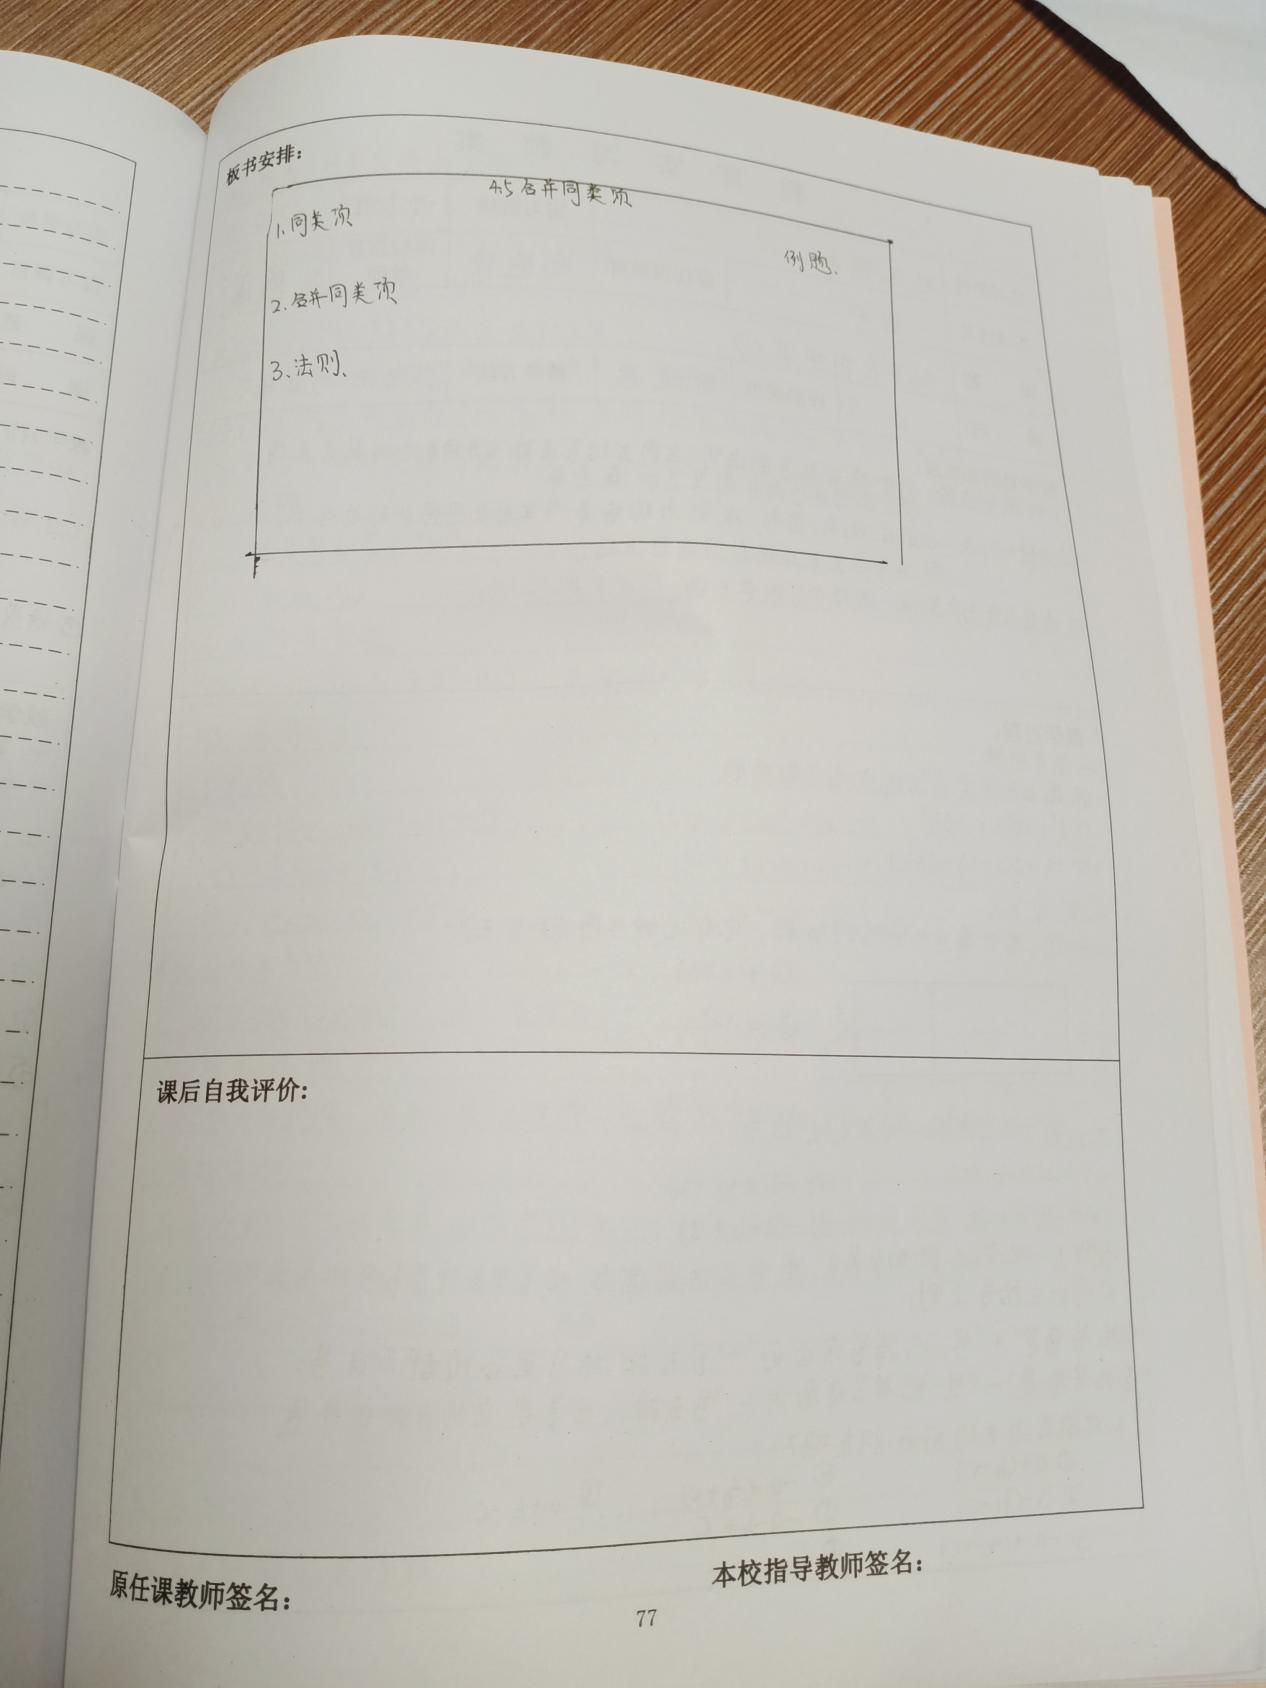 板书安排:
4.5 合并同类项
1、同类项
例题、
2、合并同类项
3、法则、
课后自我评价:
原任课教师签名:
本校指导教师签名:
77